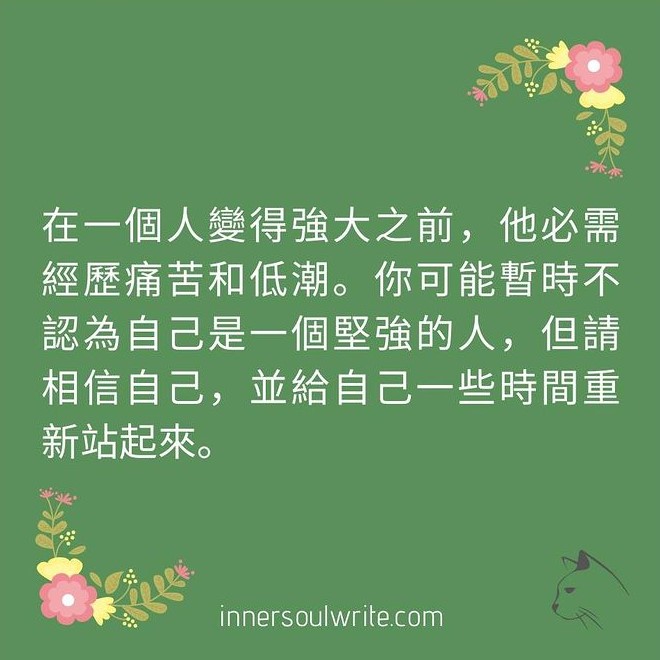 在一個人變得強大之前，他必需
經歷痛苦和低潮。你可能暫時不
認為自己是一個堅強的人，但請
相信自己，並給自己一些時間重
新站起來。
innersoulwrite.com